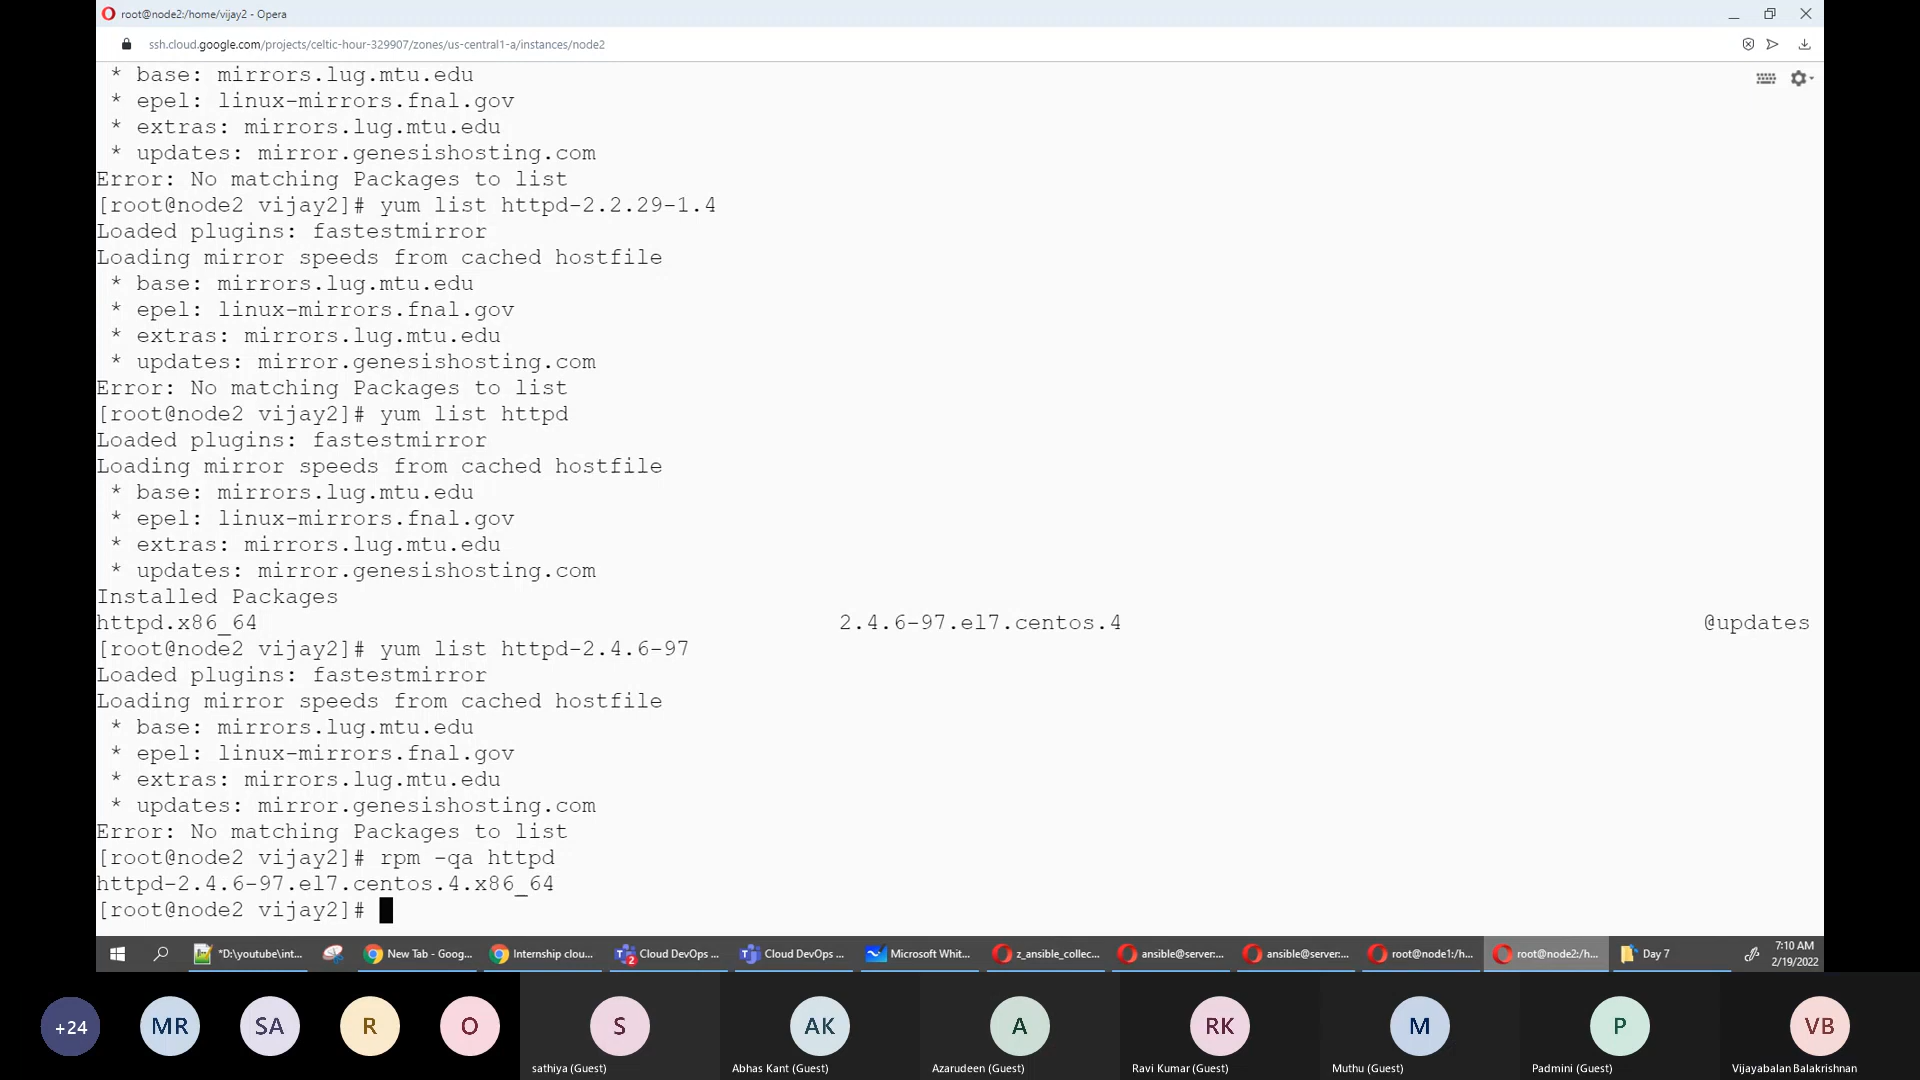 root@node2:/home/vijay2 - Opera
ssh.cloud.google.com/projects/celtic-hour-329907/zones/us-central1-a/instances/node2
* base: mirrors.lug.mtu.edu
* epel: linux-mirrors.fnal.gov
* extras: mirrors.lug.mtu.edu
* updates: mirror.genesishosting.com
Error: No matching Packages to list
[root@node2 vijay2]# yum list httpd-2.2.29-1.4
Loaded plugins: fastestmirror
Loading mirror speeds from cached hostfile
* base: mirrors.lug.mtu.edu
* epel: linux-mirrors.fnal.gov
* extras: mirrors.lug.mtu.edu
* updates: mirror.genesishosting.com
Error: No matching Packages to list
[root@node2 vijay2]# yum list httpd
Loaded plugins: fastestmirror
Loading mirror speeds from cached hostfile
* base: mirrors.lug.mtu.edu
* epel: linux-mirrors.fnal.gov
* extras: mirrors.lug.mtu.edu
* updates: mirror.genesishosting.com
Installed Packages
httpd.x86_64 2.4.6-97.el7.centos.4 @updates
[root@node2 vijay2]# yum list httpd-2.4.6-97
Loaded plugins: fastestmirror
Loading mirror speeds from cached hostfile
* base: mirrors.lug.mtu.edu
* epel: linux-mirrors.fnal.gov
* extras: mirrors.lug.mtu.edu
* updates: mirror.genesishosting.com
Error: No matching Packages to list
[root@node2 vijay2]# rpm -qa httpd
httpd-2.4.6-97.el7.centos.4.x86_64
[root@node2 vijay2]#
*D:\youtube\int... New Tab - Goog... Internship clou... 2 Cloud DevOps ... Cloud DevOps ... Microsoft Whit... z_ansible_collec... ansible@server:... ansible@server:... root@node1:/h... root@node2:/h... Day 7 7:10 AM
2/19/2022
+24 MR SA R O S AK A RK M P VB
sathiya (Guest) Abhas Kant (Guest) Azarudeen (Guest) Ravi Kumar (Guest) Muthu (Guest) Padmini (Guest) Vijayabalan Balakrishnan